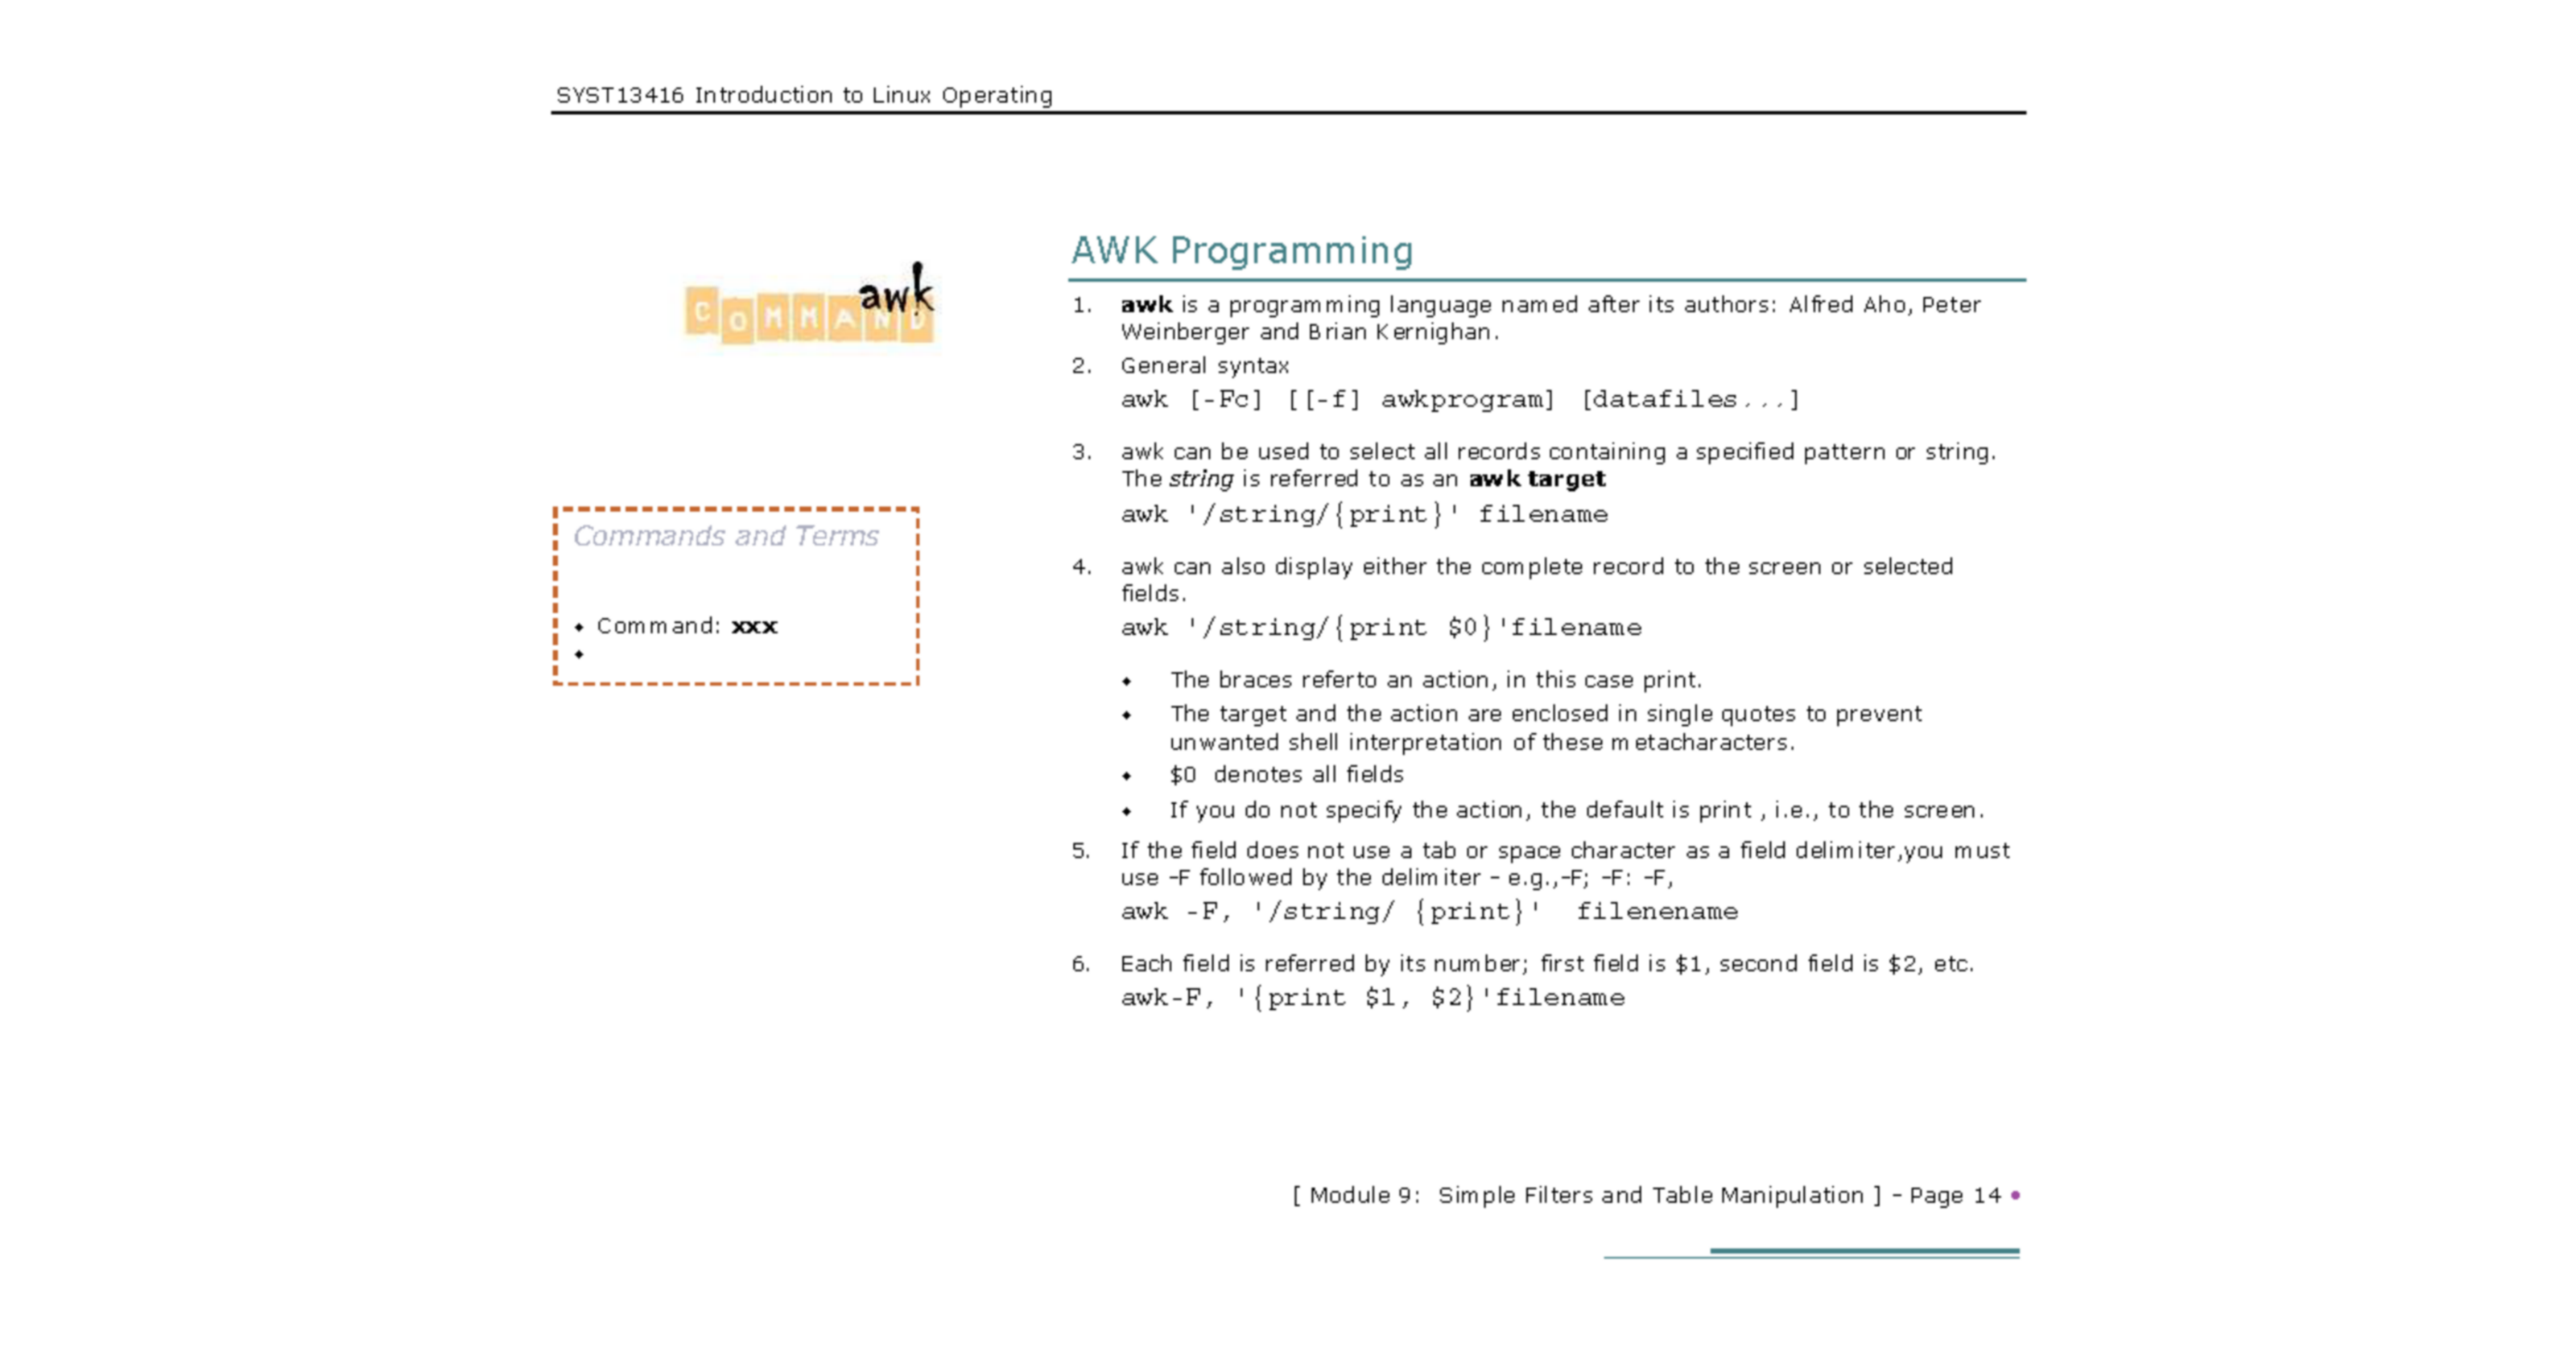 SYST13416 Introduction to Linux Operating
COMMAND
awk
Commands and Terms
Command: xxx
AWK Programming
1. awk is a programming language named after its authors: Alfred Aho, Peter
Weinberger and Brian Kernighan.
2. General syntax
awk [-Fc] [[-f] awkprogram] [datafiles...]
3. awk can be used to select all records containing a specified pattern or string.
The string is referred to as an awk target
awk '/string/{print}' filename
4. awk can also display either the complete record to the screen or selected
fields.
awk '/string/{print $0}'filename
The braces referto an action, in this case print.
The target and the action are enclosed in single quotes to prevent
unwanted shell interpretation of these metacharacters.
$0 denotes all fields
If you do not specify the action, the default is print , i.e., to the screen.
5. If the field does not use a tab or space character as a field delimiter,you must
use -F followed by the delimiter – e.g.,-F; -F: -F,
awk -F, '/string/ {print}' filenename
6. Each field is referred by its number; first field is $1, second field is $2, etc.
awk-F, '{print $1, $2}'filename
[ Module 9: Simple Filters and Table Manipulation ] – Page 14